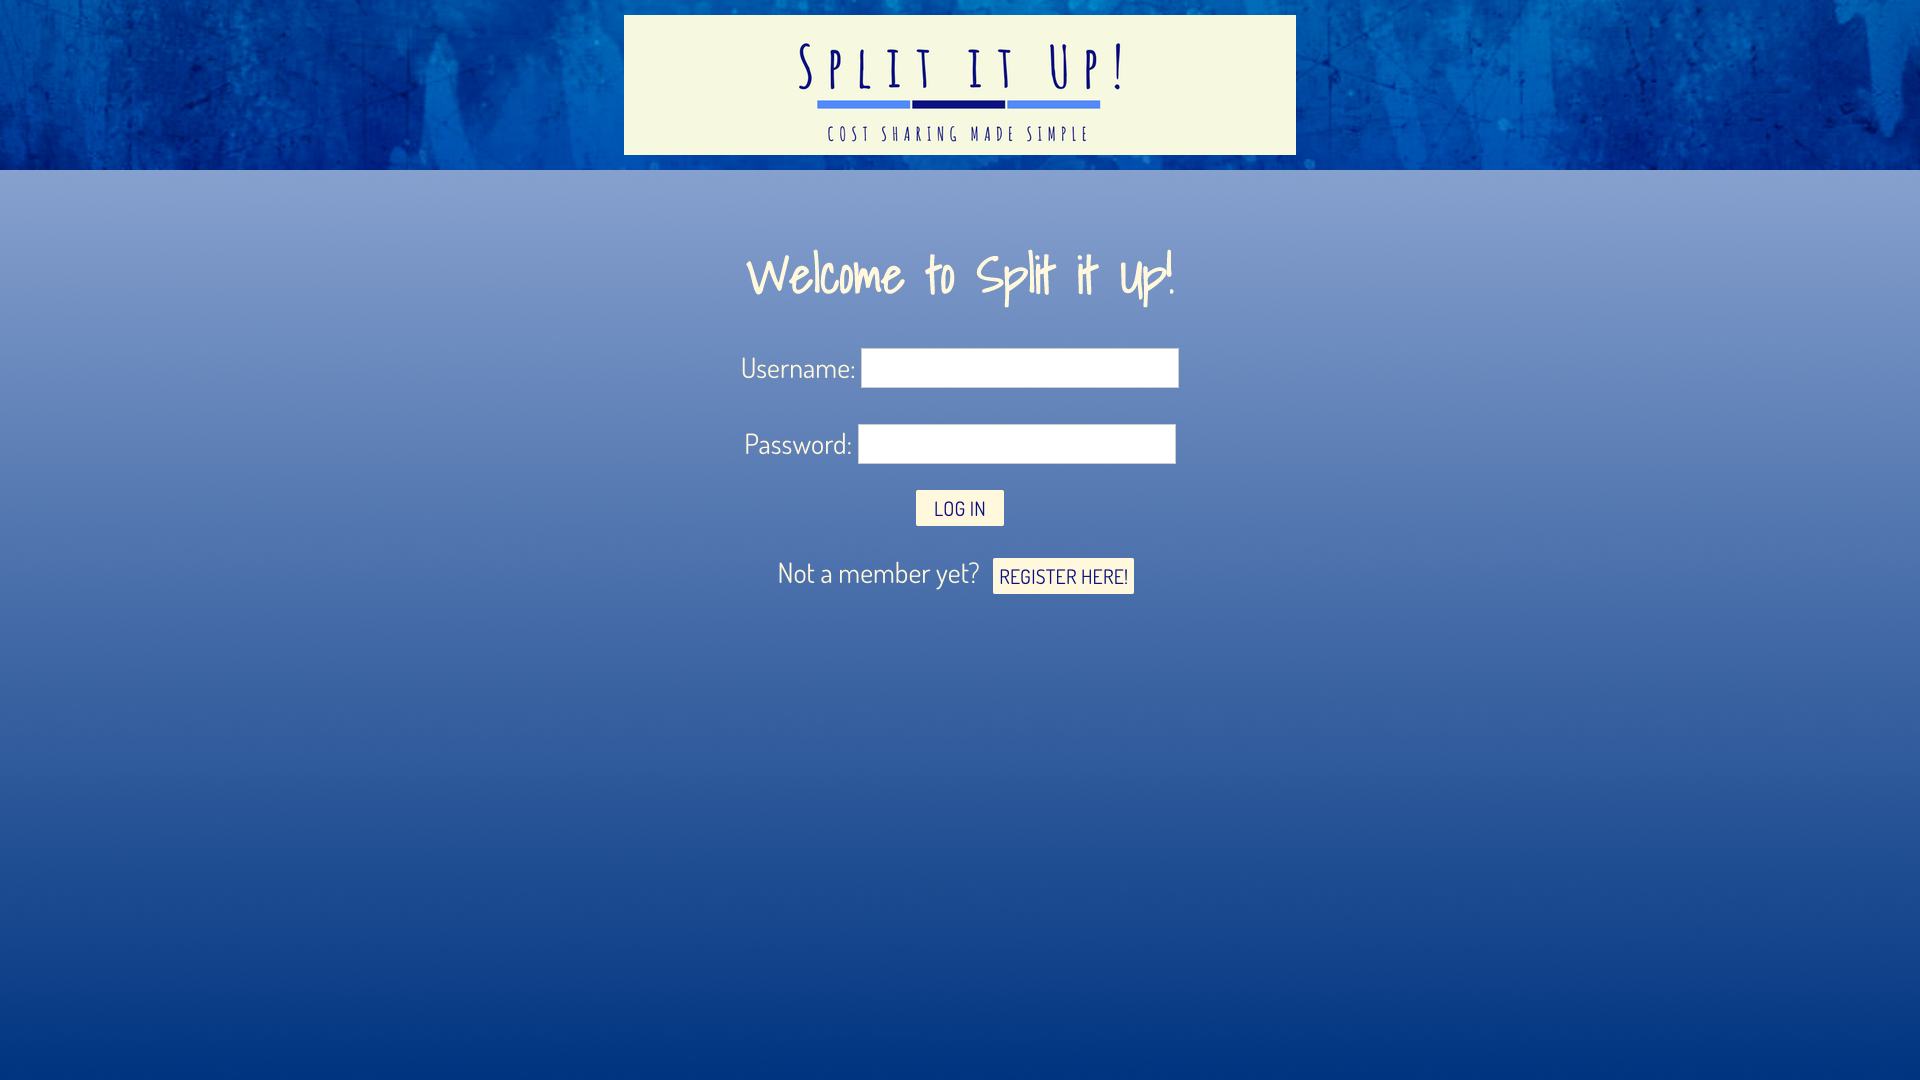 Split it Up!
COST SHARING MADE SIMPLE
Welcome to Split it Up!
Username:
Password:
LOG IN
Not a member yet? REGISTER HERE!